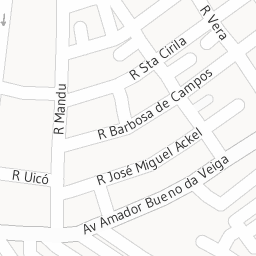 R Vera
R Sta Cirila
R Mandu
R Barbosa de Campos
R José Miguel Ackel
R Uicó
Av Amador Bueno da Veiga